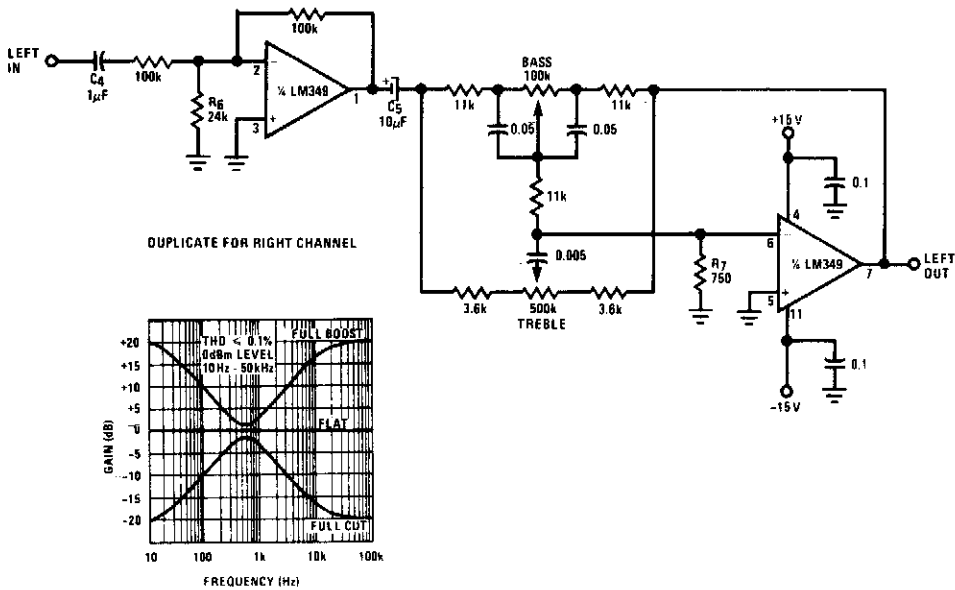 LEFT
IN
C4
1µF
100k
R6
24k
100k
2
−
¼ LM349
1
+
3
+
C5
10µF
BASS
100k
11k
11k
0.05
0.05
11k
0.005
3.6k
500k
3.6k
TREBLE
R7
750
+15V
0.1
4
6
−
¼ LM349
7
LEFT
OUT
+
5
11
0.1
−15V
DUPLICATE FOR RIGHT CHANNEL
THD ≤ 0.1%
0dBm LEVEL
10Hz - 50kHz
FULL BOOST
FLAT
FULL CUT
GAIN (dB)
+20
+15
+10
+5
0
−5
−10
−15
−20
10 100 1k 10k 100k
FREQUENCY (Hz)